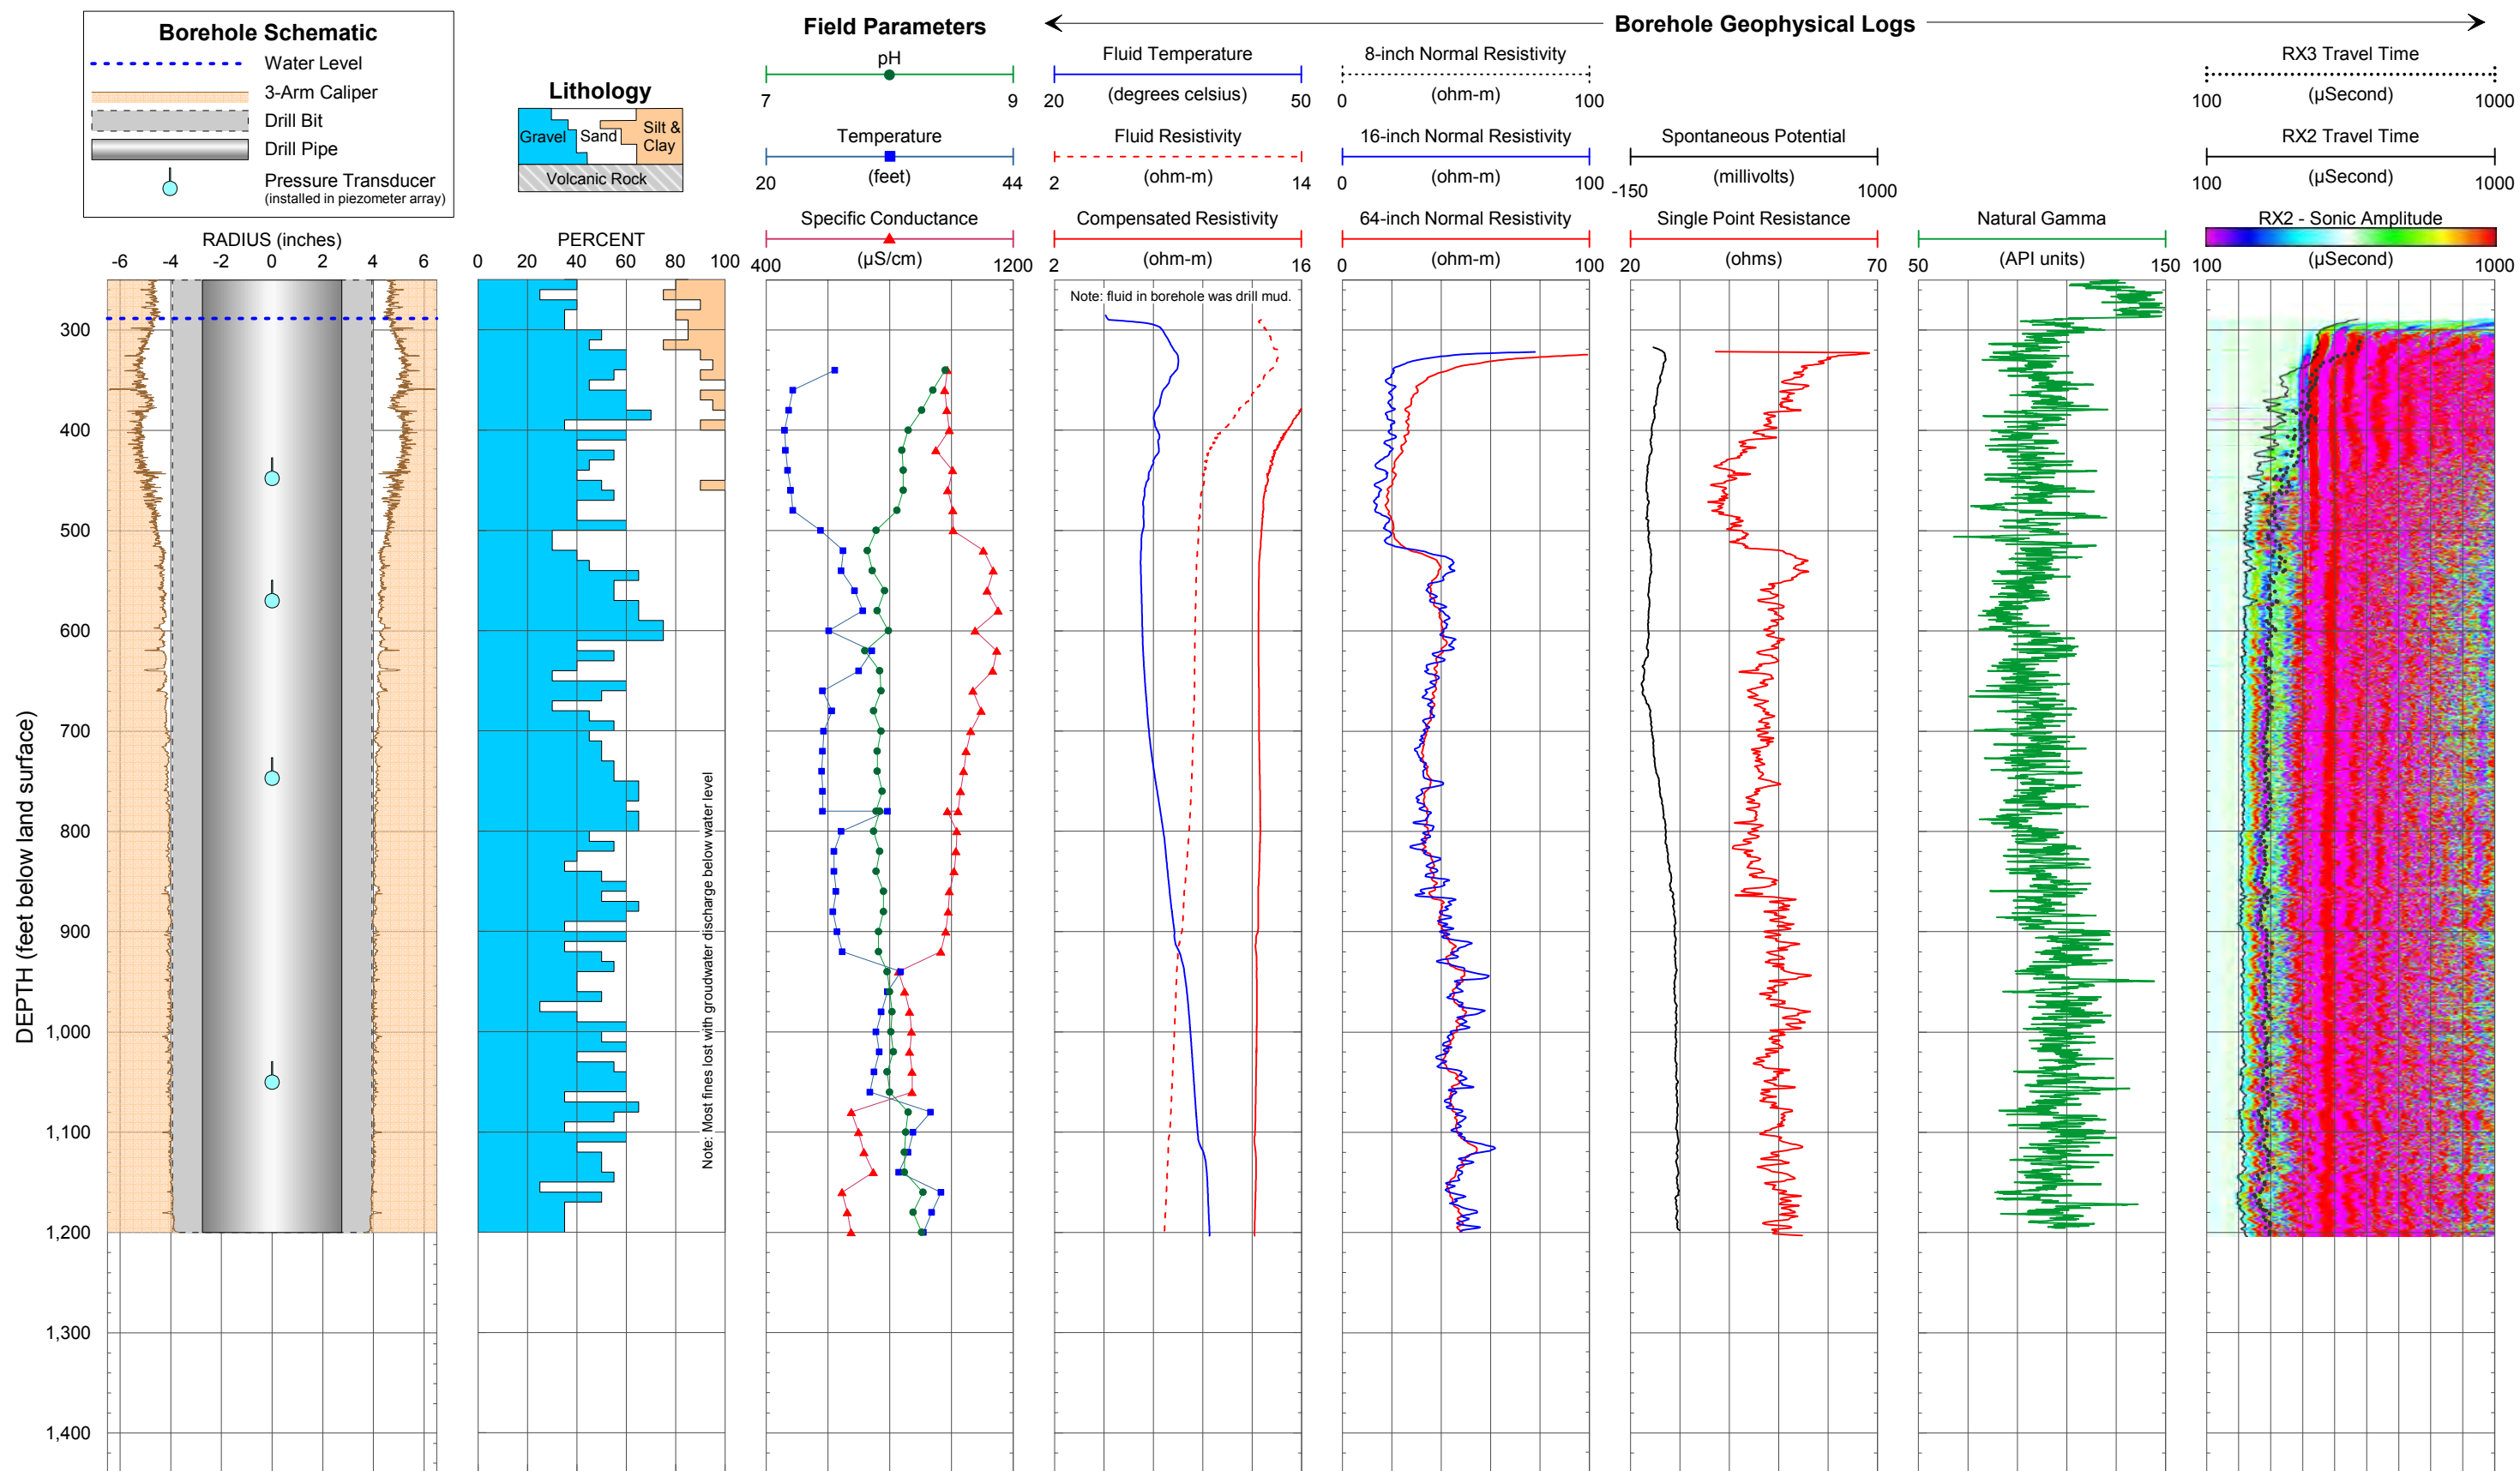 Borehole Schematic
Water Level
3-Arm Caliper
Drill Bit
Drill Pipe
Pressure Transducer
(installed in piezometer array)
RADIUS (inches)
-6 -4 -2 0 2 4 6
DEPTH (feet below land surface)
300
400
500
600
700
800
900
1,000
1,100
1,200
1,300
1,400
Lithology
Gravel
Sand
Silt &
Clay
Volcanic Rock
PERCENT
0 20 40 60 80 100
Note: Most fines lost with groudwater discharge below water level
Field Parameters
pH
7 9
Temperature
(feet)
20 44
Specific Conductance
(µS/cm)
400 1200
Borehole Geophysical Logs
Fluid Temperature
(degrees celsius)
20 50
Fluid Resistivity
(ohm-m)
2 14
Compensated Resistivity
(ohm-m)
2 16
Note: fluid in borehole was drill mud.
8-inch Normal Resistivity
(ohm-m)
0 100
16-inch Normal Resistivity
(ohm-m)
0 100
64-inch Normal Resistivity
(ohm-m)
0 100
Spontaneous Potential
(millivolts)
-150 1000
Single Point Resistance
(ohms)
20 70
Natural Gamma
(API units)
50 150
RX3 Travel Time
(µSecond)
100 1000
RX2 Travel Time
(µSecond)
100 1000
RX2 - Sonic Amplitude
(µSecond)
100 1000